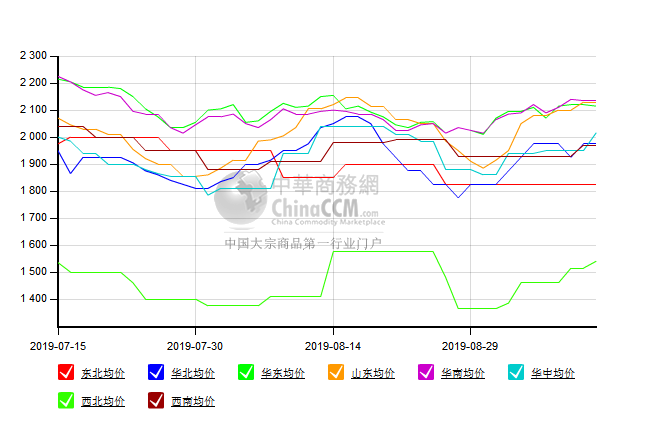 2 300
2 200
2 100
2 000
1 900
1 800
1 700
1 600
1 500
1 400
中華商務網
ChinaCCM.com
China Commodity Marketplace
中国大宗商品第一行业门户
2019-07-15 2019-07-30 2019-08-14 2019-08-29
东北均价 华北均价 华东均价 山东均价 华南均价 华中均价
西北均价 西南均价